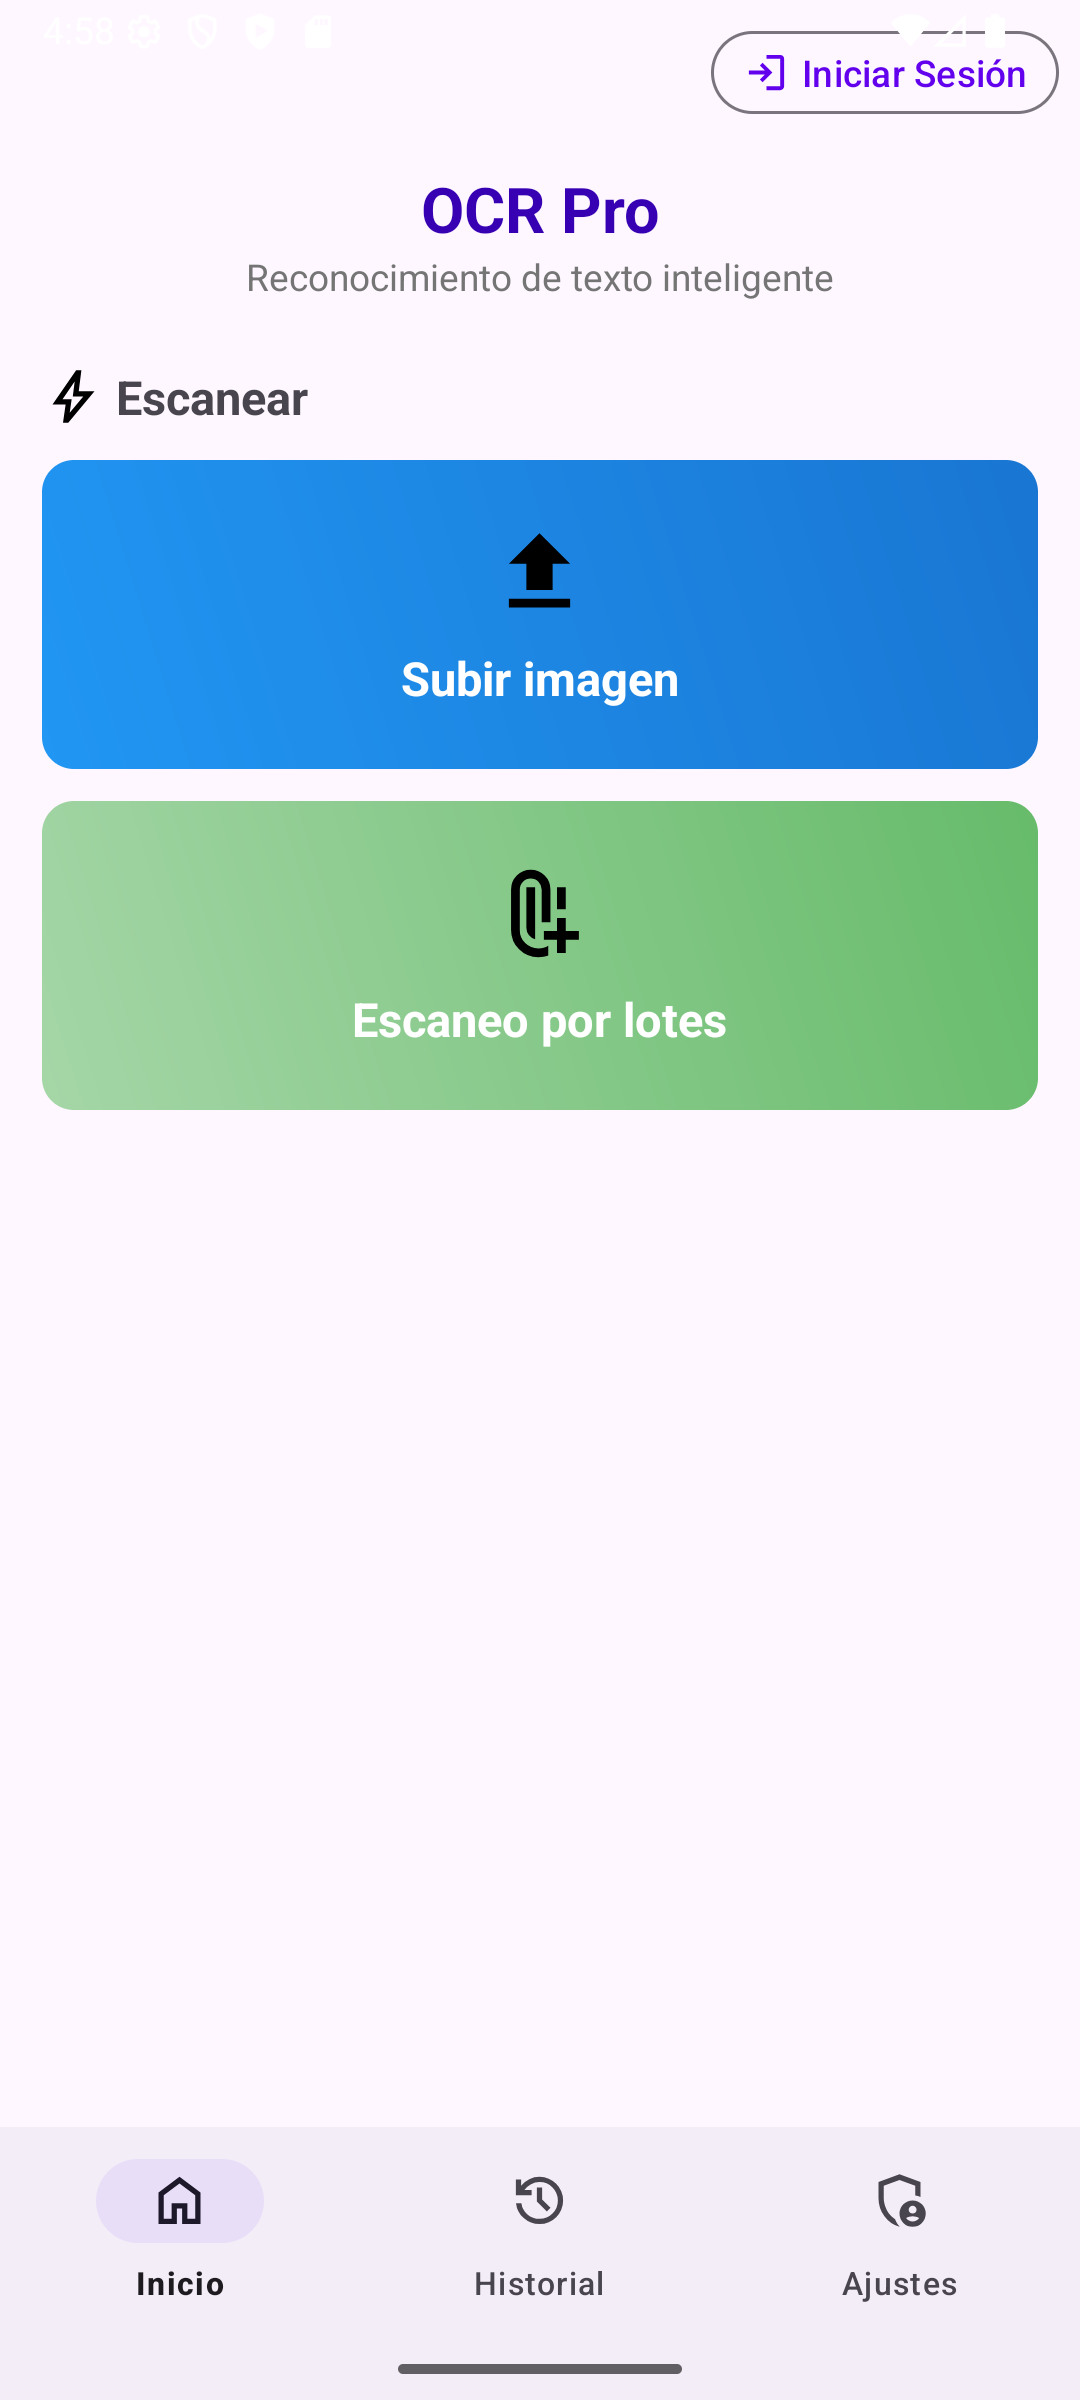 4:58
Iniciar Sesión
OCR Pro
Reconocimiento de texto inteligente
Escanear
Subir imagen
Escaneo por lotes
Inicio
Historial
Ajustes